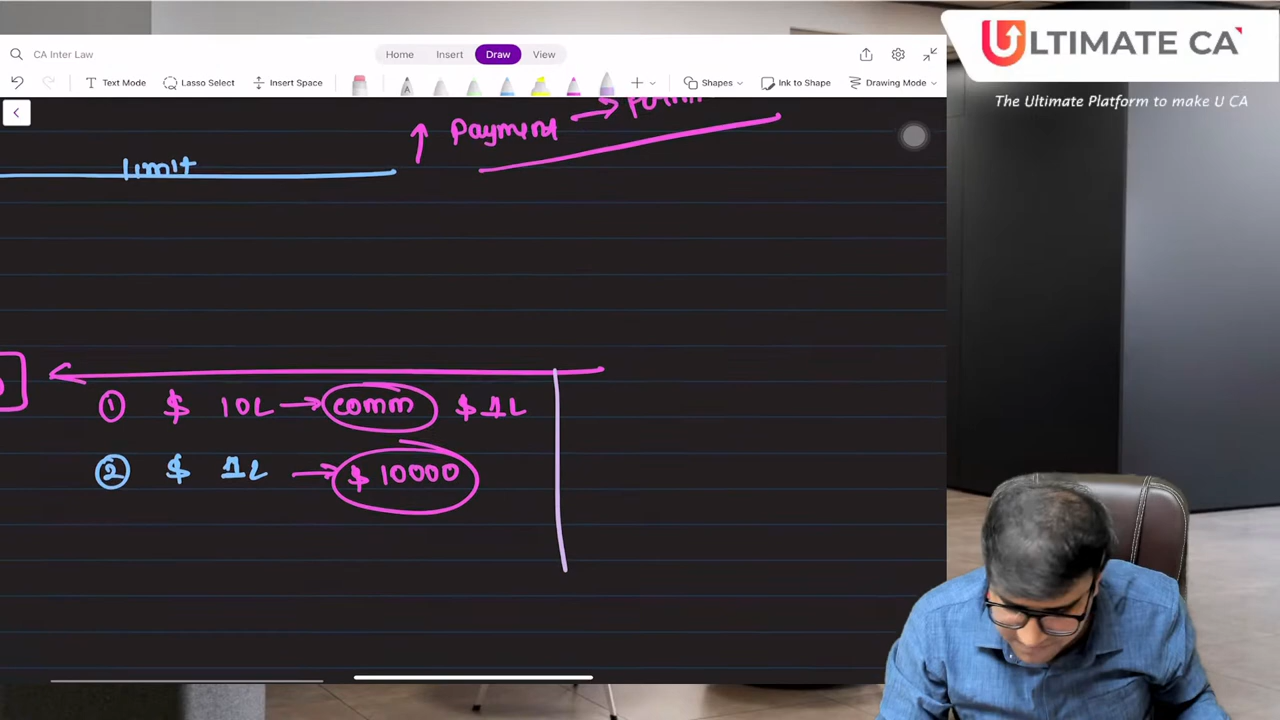 ULTIMATE CA
The Ultimate Platform to make U CA
CA Inter Law
Home Insert Draw View
Text Mode Lasso Select Insert Space Shapes Ink to Shape Drawing Mode
Payment →
limit
① $ 10L → comm $ 1L
② $ 1L → $ 10000